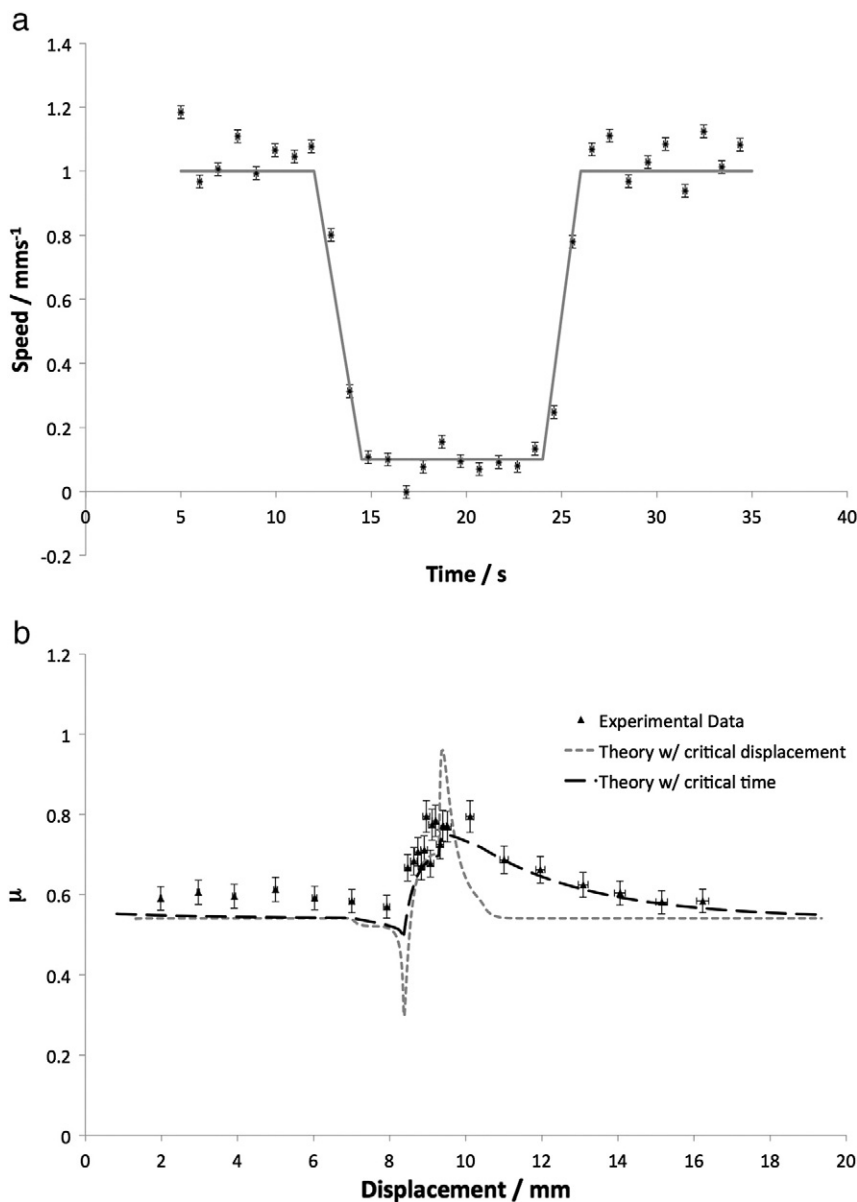 a
1.4
1.2
1
0.8
0.6
0.4
0.2
0
-0.2
0 5 10 15 20 25 30 35 40
Speed / mms-1
Time / s
b
1.2
1
0.8
0.6
0.4
0.2
0
0 2 4 6 8 10 12 14 16 18 20
μ
Displacement / mm
Experimental Data
Theory w/ critical displacement
Theory w/ critical time